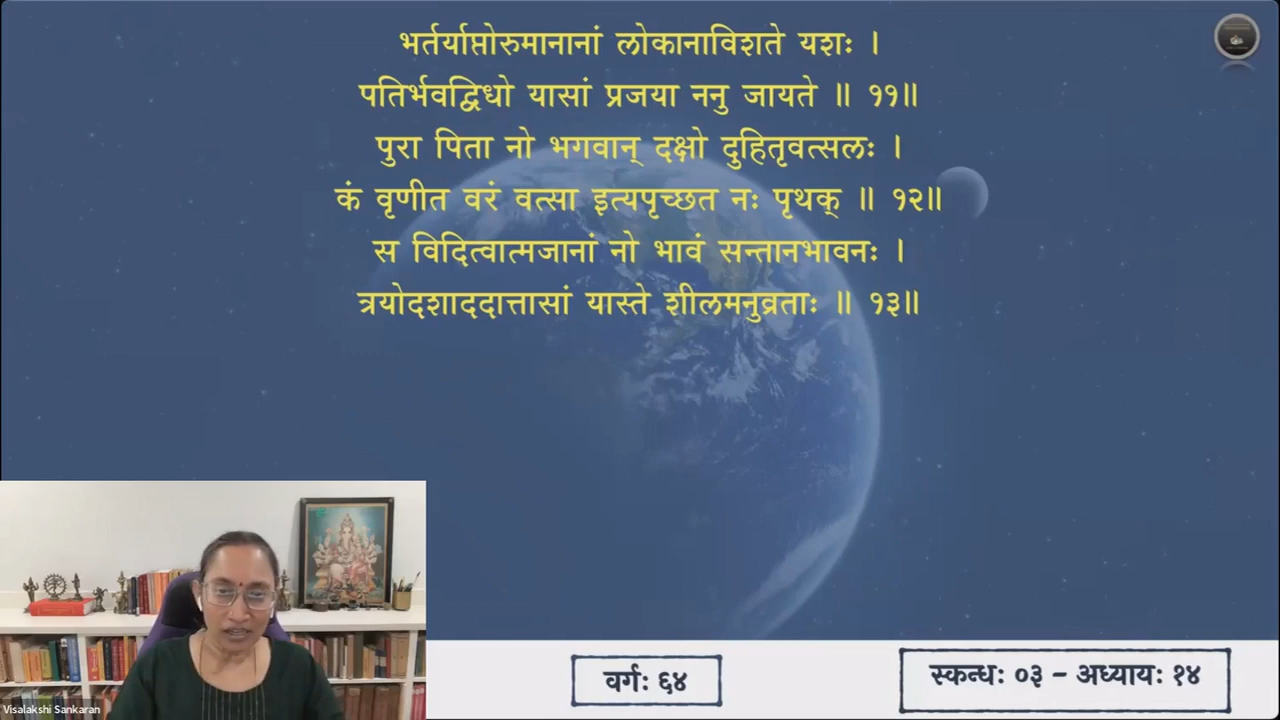 भर्तर्याप्तोरुमानानां लोकानाविशते यशः ।
पतिर्भवद्विधो यासां प्रजया ननु जायते ॥ ११॥
पुरा पिता नो भगवान् दक्षो दुहितृवत्सलः ।
कं वृणीत वरं वत्सा इत्यपृच्छत नः पृथक् ॥ १२॥
स विदित्वात्मजानां नो भावं सन्तानभावनः ।
त्रयोदशाददात्तासां यास्ते शीलमनुव्रताः ॥ १३॥
वर्गः ६४
स्कन्धः ०३ - अध्यायः १४
Visalakshi Sankaran